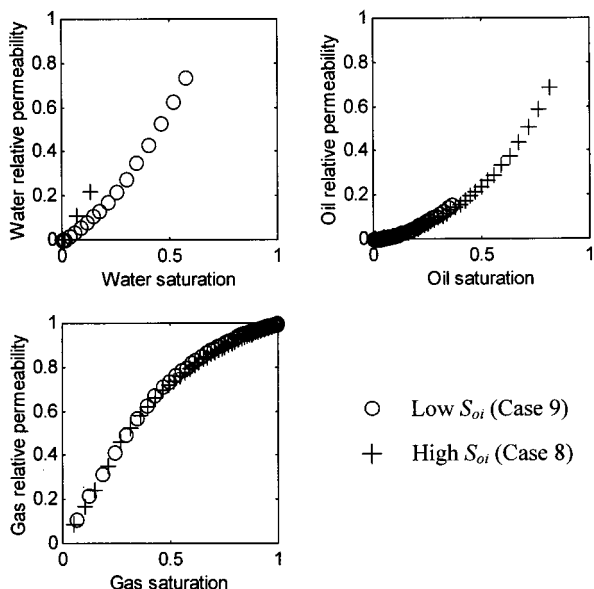 1
0.8
0.6
0.4
0.2
0
0 0.5 1
Water relative permeability
Water saturation
1
0.8
0.6
0.4
0.2
0
0 0.5 1
Oil relative permeability
Oil saturation
1
0.8
0.6
0.4
0.2
0
0 0.5 1
Gas relative permeability
Gas saturation
Low Soi (Case 9)
High Soi (Case 8)